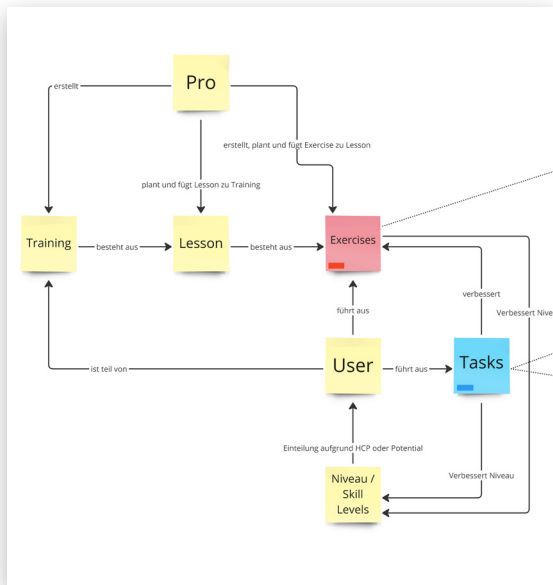 Pro
erstellt
erstellt, plant und fügt Exercise zu Lesson
plant und fügt Lesson zu Training
Training
besteht aus
Lesson
besteht aus
Exercises
verbessert
führt aus
Verbessert Nive
ist teil von
User
führt aus
Tasks
Einteilung aufgrund HCP oder Potential
Verbessert Niveau
Niveau /
Skill
Levels